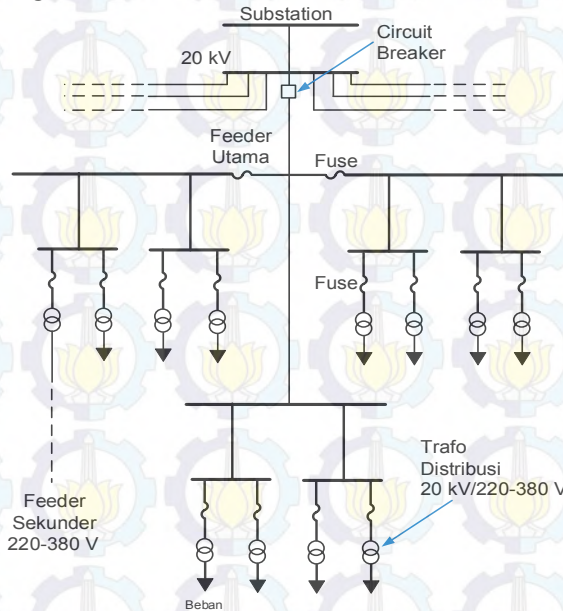 Substation
Circuit
Breaker
20 kV
Feeder
Utama
Fuse
Fuse
Trafo
Distribusi
20 kV/220-380 V
Feeder
Sekunder
220-380 V
Beban